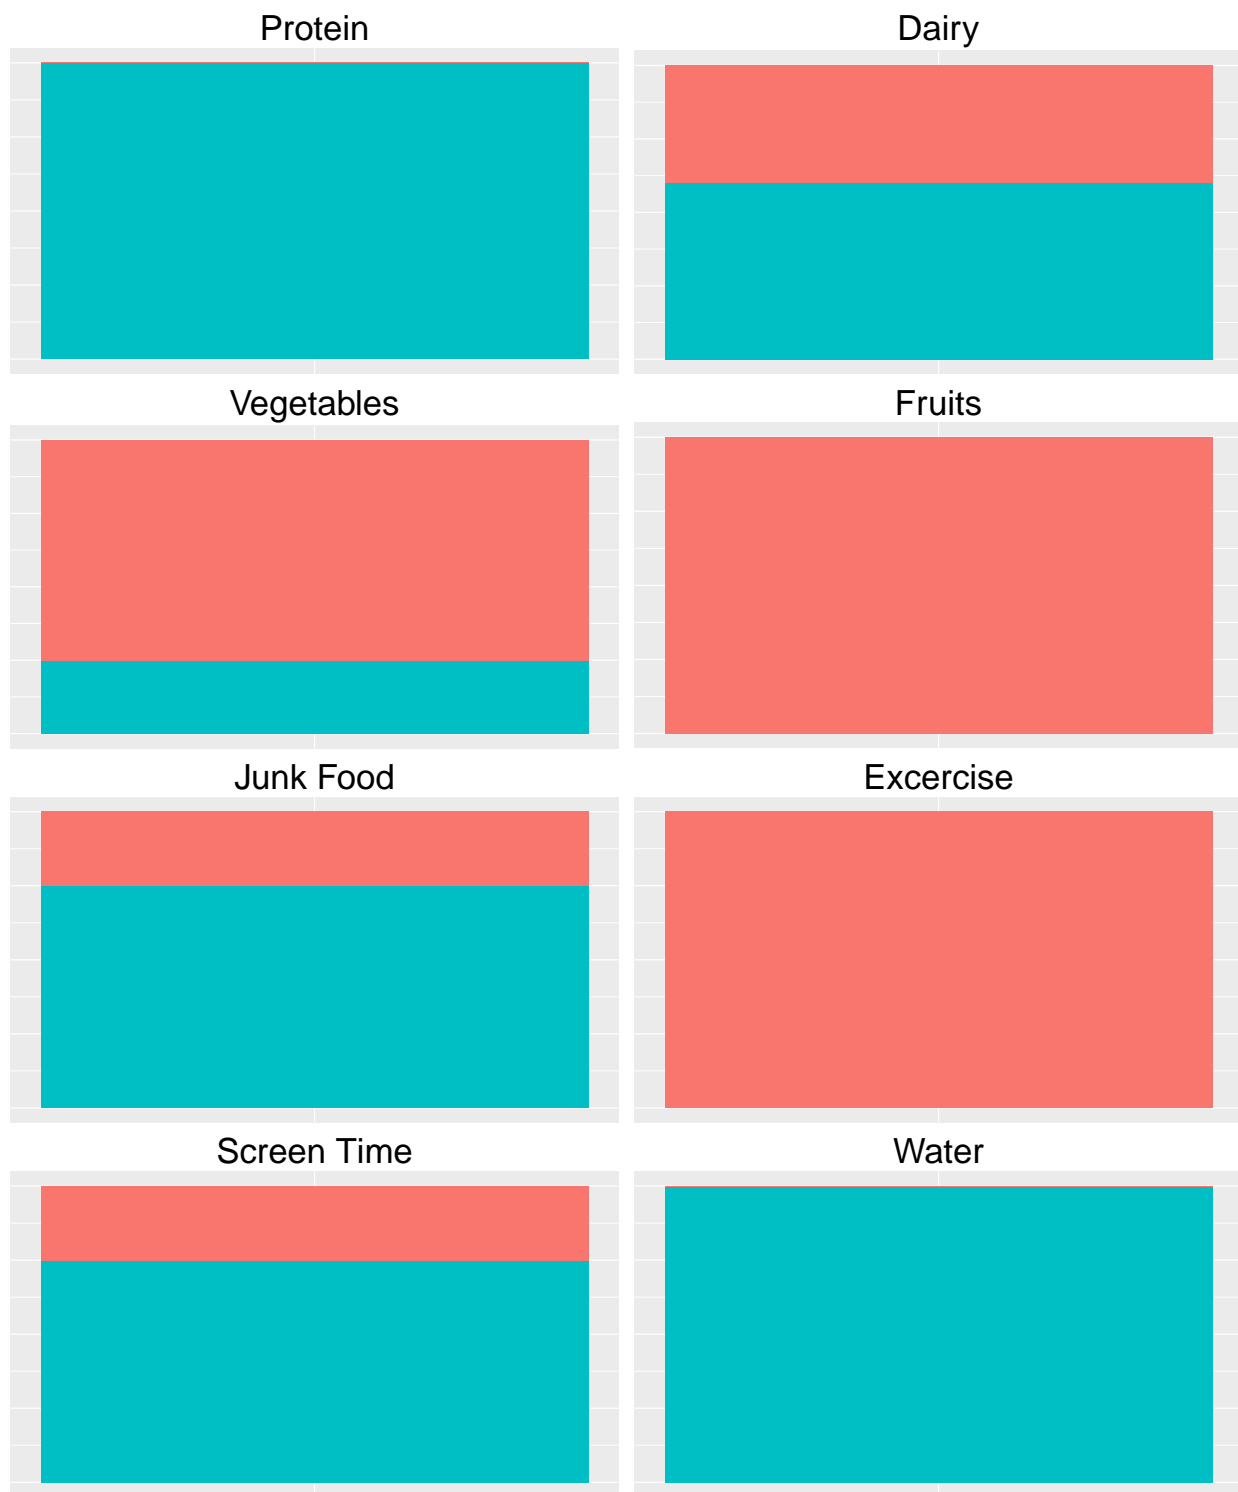 Protein
Dairy
Vegetables
Fruits
Junk Food
Excercise
Screen Time
Water